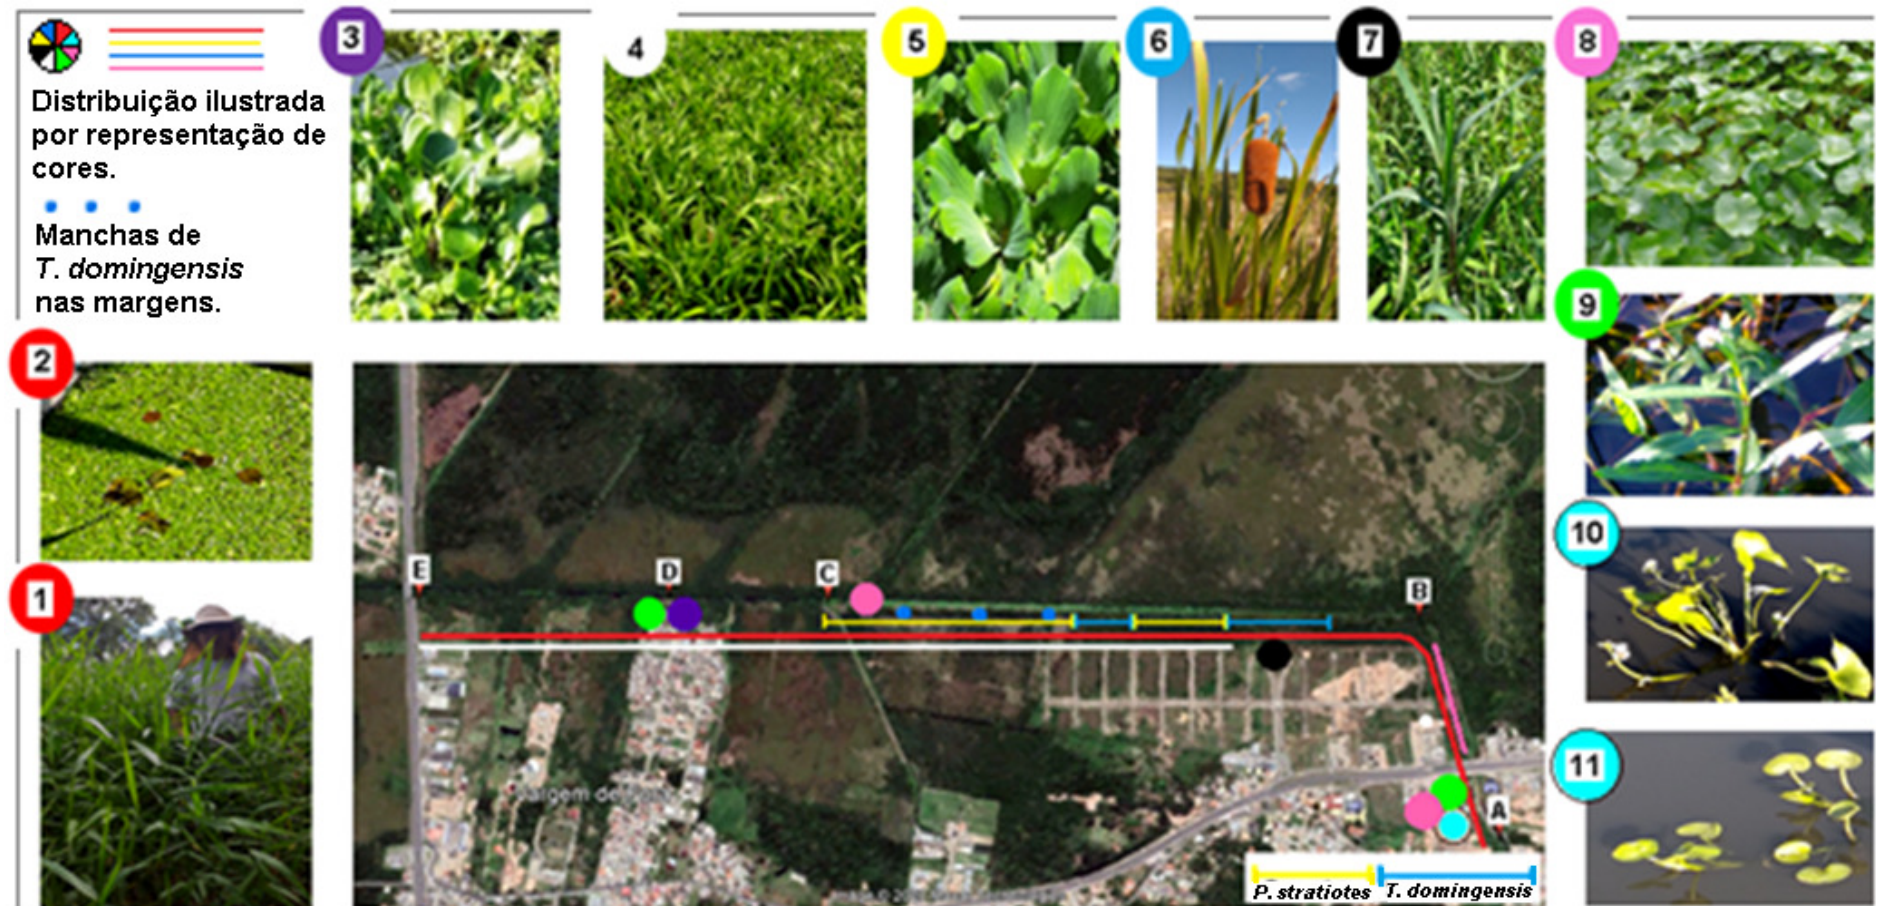 Distribuição ilustrada
por representação de
cores.
Manchas de
T. domingensis
nas margens.
3
4
5
6
7
8
2
9
1
10
11
E
D
C
B
A
P. stratiotes
T. domingensis